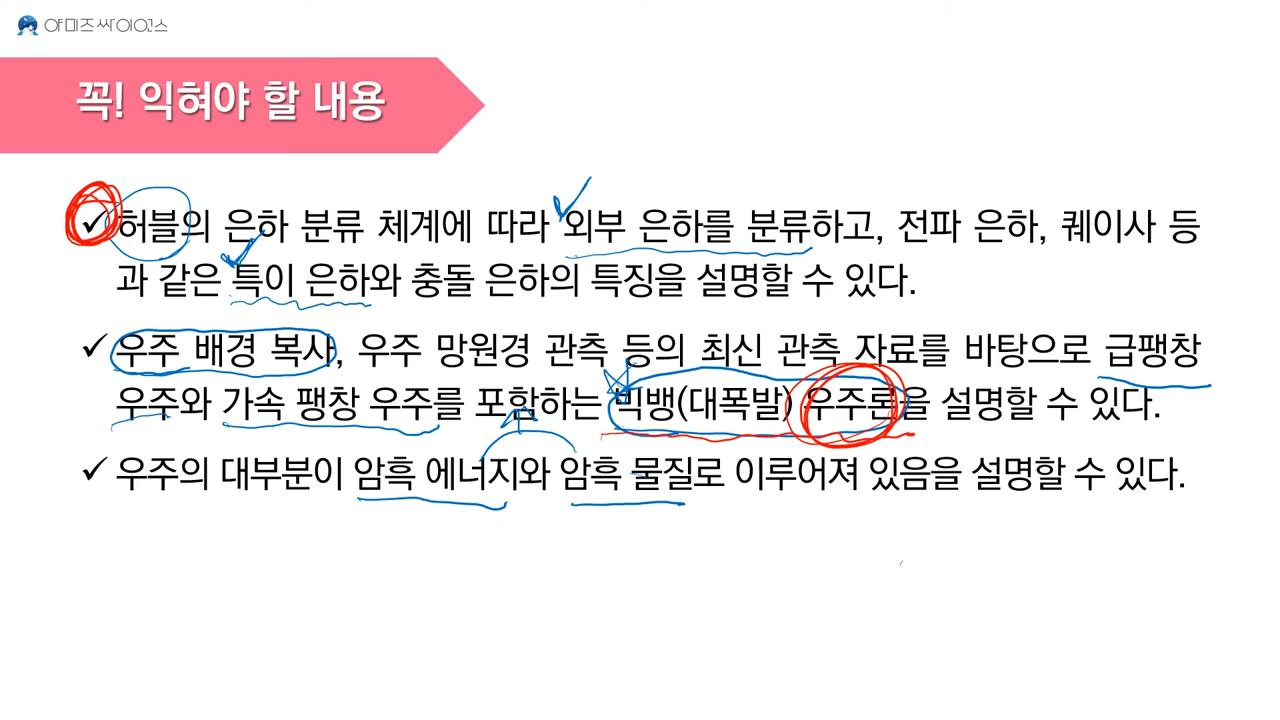 야미즈 싸이언스
꼭! 익혀야 할 내용
✓ 허블의 은하 분류 체계에 따라 외부 은하를 분류하고, 전파 은하, 퀘이사 등
과 같은 특이 은하와 충돌 은하의 특징을 설명할 수 있다.
✓ 우주 배경 복사, 우주 망원경 관측 등의 최신 관측 자료를 바탕으로 급팽창
우주와 가속 팽창 우주를 포함하는 빅뱅(대폭발) 우주론을 설명할 수 있다.
✓ 우주의 대부분이 암흑 에너지와 암흑 물질로 이루어져 있음을 설명할 수 있다.